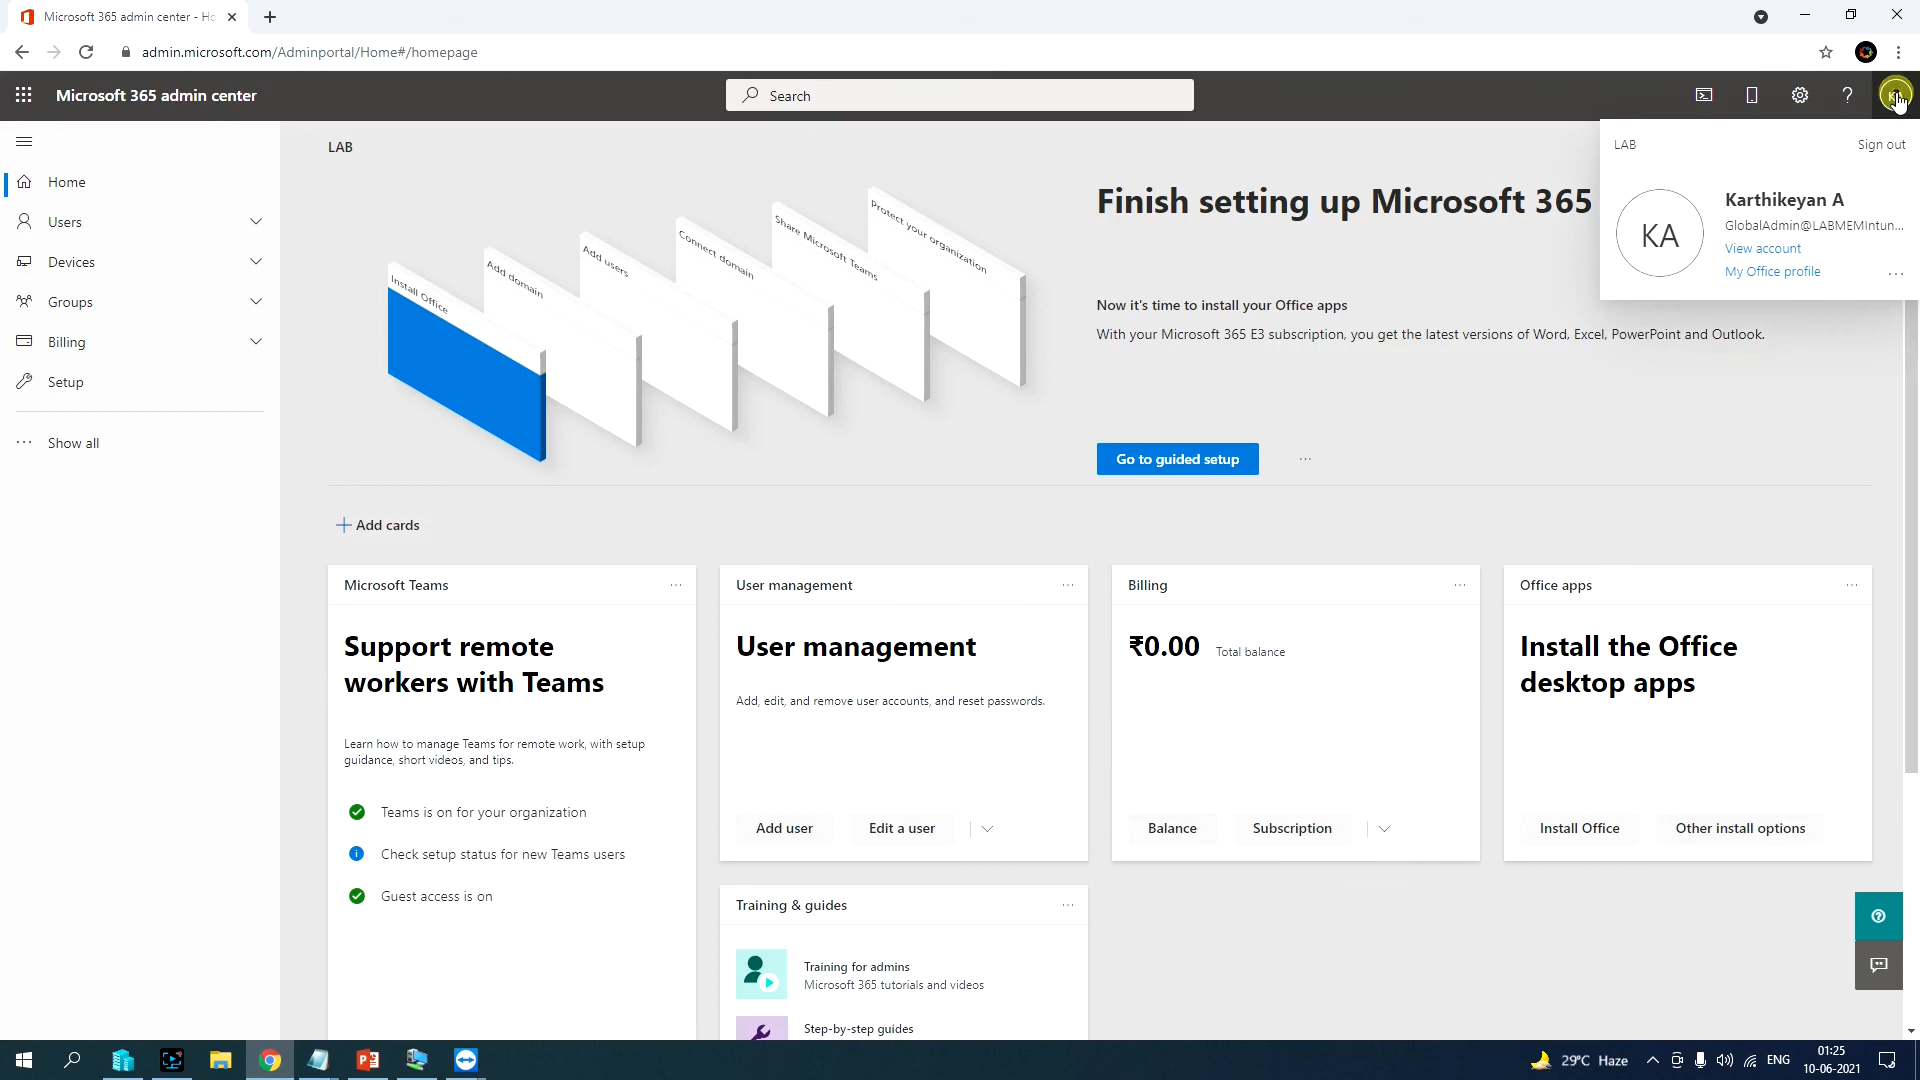 Microsoft 365 admin center - Ho
admin.microsoft.com/Adminportal/Home#/homepage
Microsoft 365 admin center
Search
LAB
Sign out
KA
Karthikeyan A
GlobalAdmin@LABMEMIntun...
View account
My Office profile
Home
Users
Devices
Groups
Billing
Setup
Show all
LAB
Install Office
Add domain
Add users
Connect domain
Share Microsoft Teams
Protect your organization
Finish setting up Microsoft 365
Now it's time to install your Office apps
With your Microsoft 365 E3 subscription, you get the latest versions of Word, Excel, PowerPoint and Outlook.
Go to guided setup
Add cards
Microsoft Teams
Support remote
workers with Teams
Learn how to manage Teams for remote work, with setup
guidance, short videos, and tips.
Teams is on for your organization
Check setup status for new Teams users
Guest access is on
User management
User management
Add, edit, and remove user accounts, and reset passwords.
Add user
Edit a user
Billing
₹0.00 Total balance
Balance
Subscription
Office apps
Install the Office
desktop apps
Install Office
Other install options
Training & guides
Training for admins
Microsoft 365 tutorials and videos
Step-by-step guides
29°C Haze
ENG
01:25
10-06-2021